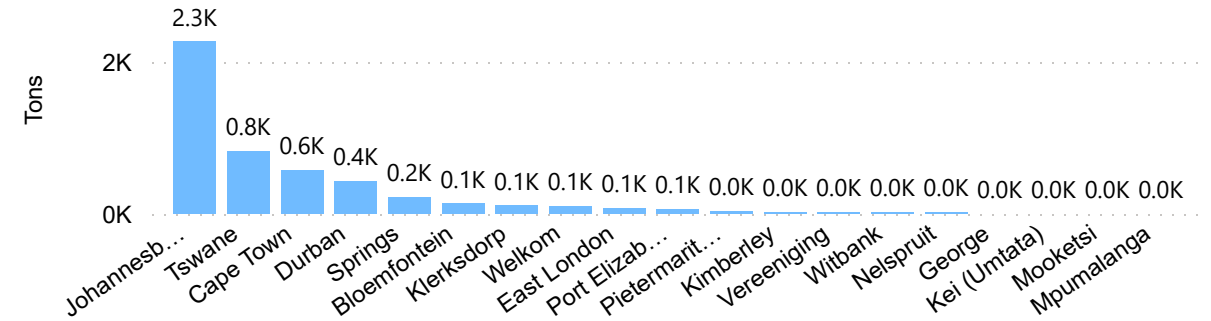 2.3K
2K
Tons
0.8K
0.6K
0.4K
0.2K
0.1K
0.1K
0.1K
0.1K
0.1K
0.0K
0.0K
0.0K
0.0K
0.0K
0.0K
0.0K
0.0K
0.0K
0K
Johannesb...
Tswane
Cape Town
Durban
Springs
Bloemfontein
Klerksdorp
Welkom
East London
Port Elizab...
Pietermarit...
Kimberley
Vereeniging
Witbank
Nelspruit
George
Kei (Umtata)
Mooketsi
Mpumalanga